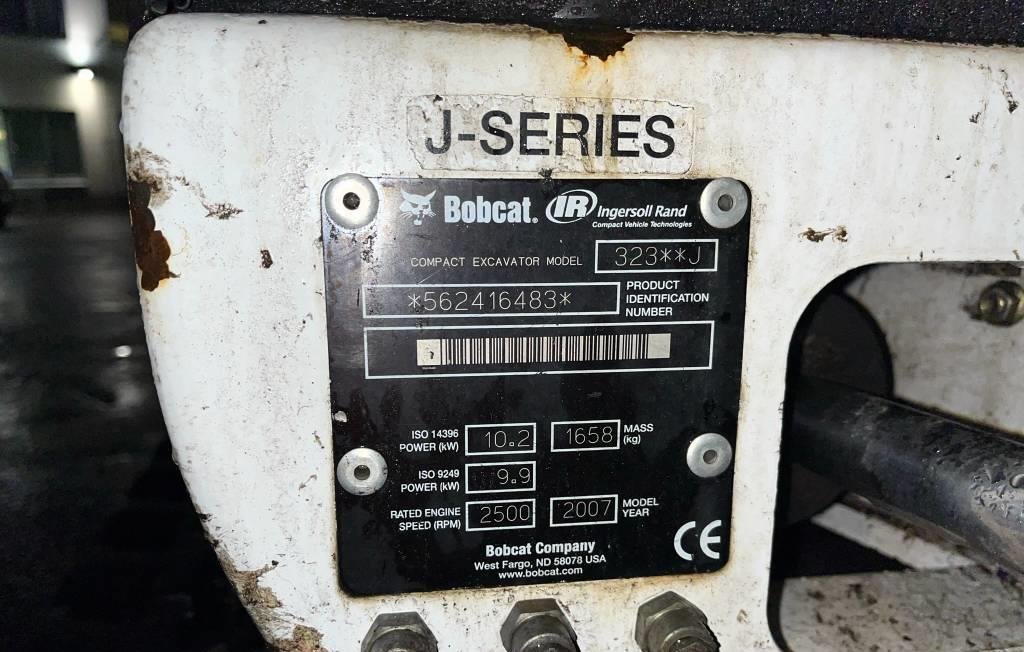 J-SERIES
Bobcat. IR Ingersoll Rand
Compact Vehicle Technologies
COMPACT EXCAVATOR MODEL 323**J
*562416483* PRODUCT IDENTIFICATION NUMBER
ISO 14396 POWER (kW) 10.2 1658 MASS (kg)
ISO 9249 POWER (kW) 9.9
RATED ENGINE SPEED (RPM) 2500 2007 MODEL YEAR
CE
Bobcat Company
West Fargo, ND 58078 USA
www.bobcat.com